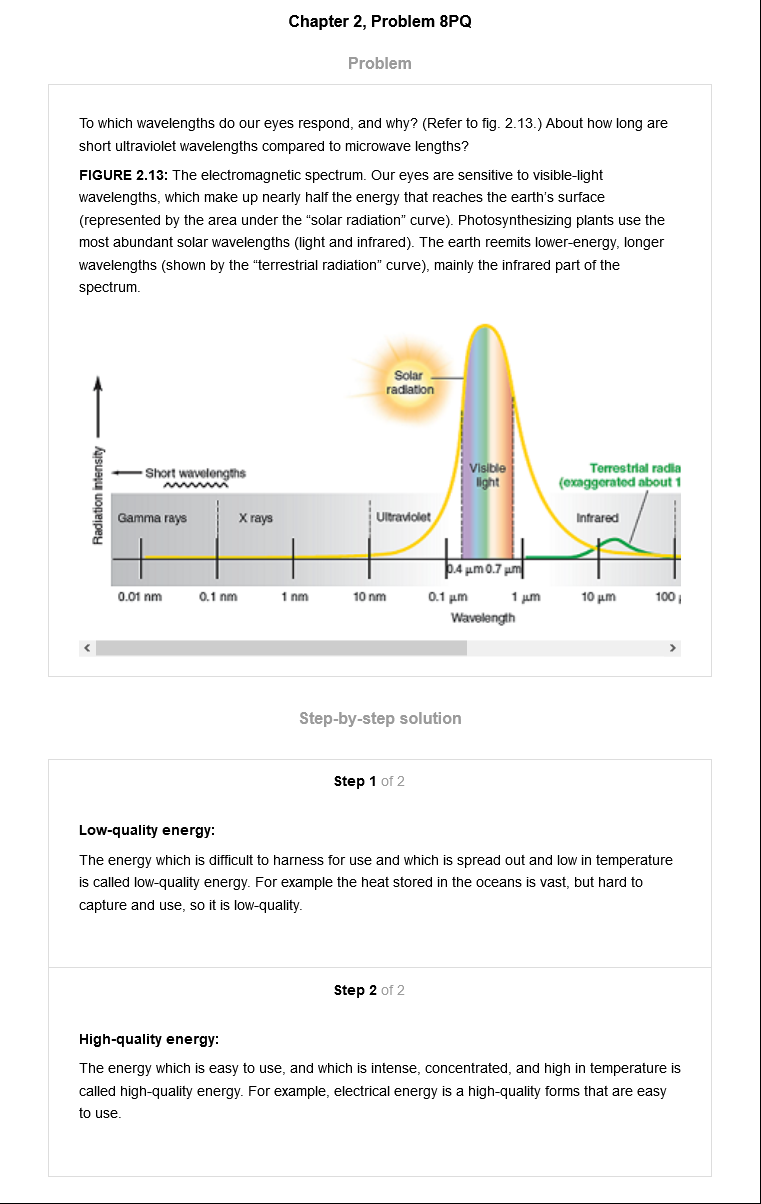 Chapter 2, Problem 8PQ
Problem
To which wavelengths do our eyes respond, and why? (Refer to fig. 2.13.) About how long are
short ultraviolet wavelengths compared to microwave lengths?
FIGURE 2.13: The electromagnetic spectrum. Our eyes are sensitive to visible-light
wavelengths, which make up nearly half the energy that reaches the earth's surface
(represented by the area under the “solar radiation” curve). Photosynthesizing plants use the
most abundant solar wavelengths (light and infrared). The earth reemits lower-energy, longer
wavelengths (shown by the “terrestrial radiation” curve), mainly the infrared part of the
spectrum.
Solar
radiation
Radiation intensity
Short wavelengths
Visible
light
Terrestrial radia
(exaggerated about 1
Gamma rays
X rays
Ultraviolet
Infrared
0.4 µm 0.7 µm
0.01 nm
0.1 nm
1 nm
10 nm
0.1 µm
1 µm
10 µm
100
Wavelength
Step-by-step solution
Step 1 of 2
Low-quality energy:
The energy which is difficult to harness for use and which is spread out and low in temperature
is called low-quality energy. For example the heat stored in the oceans is vast, but hard to
capture and use, so it is low-quality.
Step 2 of 2
High-quality energy:
The energy which is easy to use, and which is intense, concentrated, and high in temperature is
called high-quality energy. For example, electrical energy is a high-quality forms that are easy
to use.